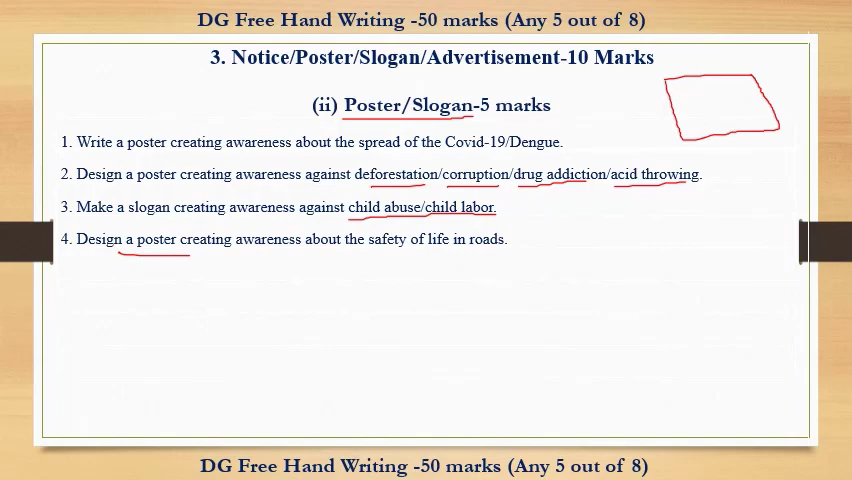 DG Free Hand Writing -50 marks (Any 5 out of 8)
3. Notice/Poster/Slogan/Advertisement-10 Marks
(ii) Poster/Slogan-5 marks
1. Write a poster creating awareness about the spread of the Covid-19/Dengue.
2. Design a poster creating awareness against deforestation/corruption/drug addiction/acid throwing.
3. Make a slogan creating awareness against child abuse/child labor.
4. Design a poster creating awareness about the safety of life in roads.
DG Free Hand Writing -50 marks (Any 5 out of 8)